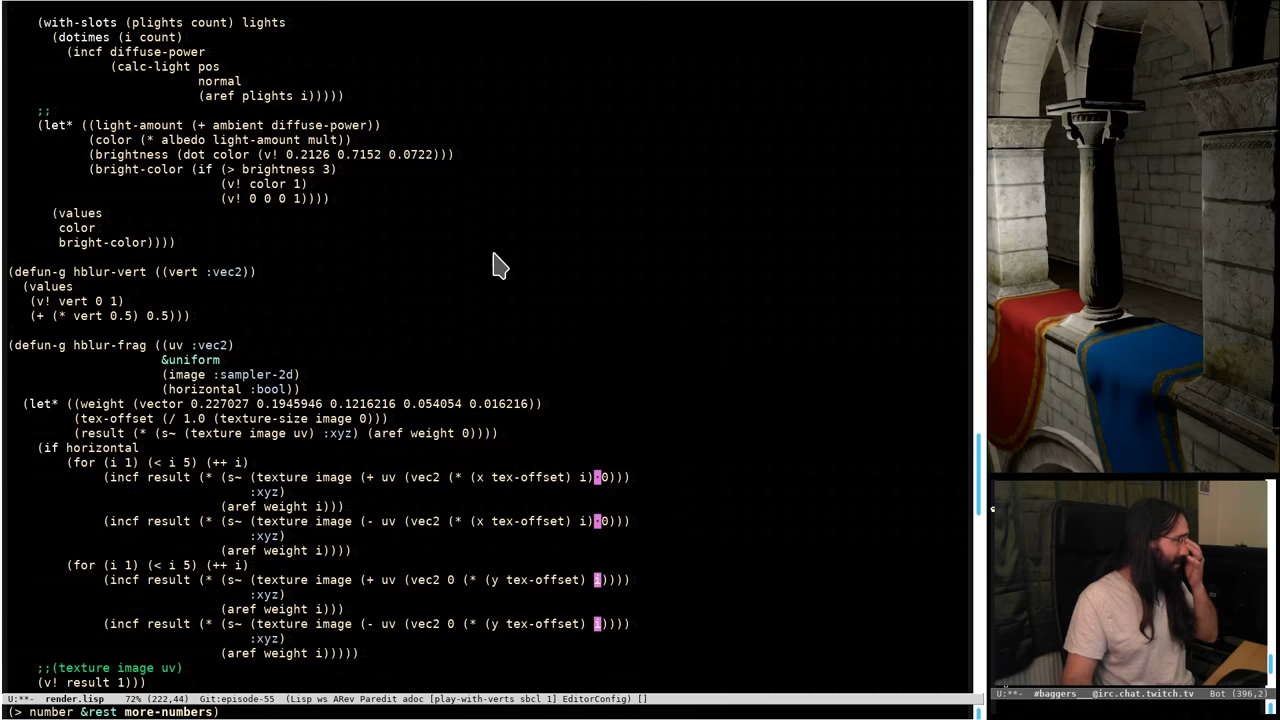 (with-slots (plights count) lights
      (dotimes (i count)
        (incf diffuse-power
              (calc-light pos
                          normal
                          (aref plights i)))))
    ;;
    (let* ((light-amount (+ ambient diffuse-power))
           (color (* albedo light-amount mult))
           (brightness (dot color (v! 0.2126 0.7152 0.0722)))
           (bright-color (if (> brightness 3)
                             (v! color 1)
                             (v! 0 0 0 1))))
      (values
       color
       bright-color))))
(defun-g hblur-vert ((vert :vec2))
  (values
   (v! vert 0 1)
   (+ (* vert 0.5) 0.5)))
(defun-g hblur-frag ((uv :vec2)
                     &uniform
                     (image :sampler-2d)
                     (horizontal :bool))
  (let* ((weight (vector 0.227027 0.1945946 0.1216216 0.054054 0.016216))
         (tex-offset (/ 1.0 (texture-size image 0)))
         (result (* (s~ (texture image uv) :xyz) (aref weight 0))))
    (if horizontal
        (for (i 1) (< i 5) (++ i)
             (incf result (* (s~ (texture image (+ uv (vec2 (* (x tex-offset) i) 0)))
                                 :xyz)
                             (aref weight i)))
             (incf result (* (s~ (texture image (- uv (vec2 (* (x tex-offset) i) 0)))
                                 :xyz)
                             (aref weight i))))
        (for (i 1) (< i 5) (++ i)
             (incf result (* (s~ (texture image (+ uv (vec2 0 (* (y tex-offset) i))))
                                 :xyz)
                             (aref weight i)))
             (incf result (* (s~ (texture image (- uv (vec2 0 (* (y tex-offset) i))))
                                 :xyz)
                             (aref weight i)))))
    ;;(texture image uv)
    (v! result 1)))
U:**-  render.lisp    72% (222,44)   Git:episode-55  (Lisp ws ARev Paredit adoc [play-with-verts sbcl 1] EditorConfig) []
U:**-  #baggers___@irc.chat.twitch.tv   Bot (396,2)
(> number &rest more-numbers)